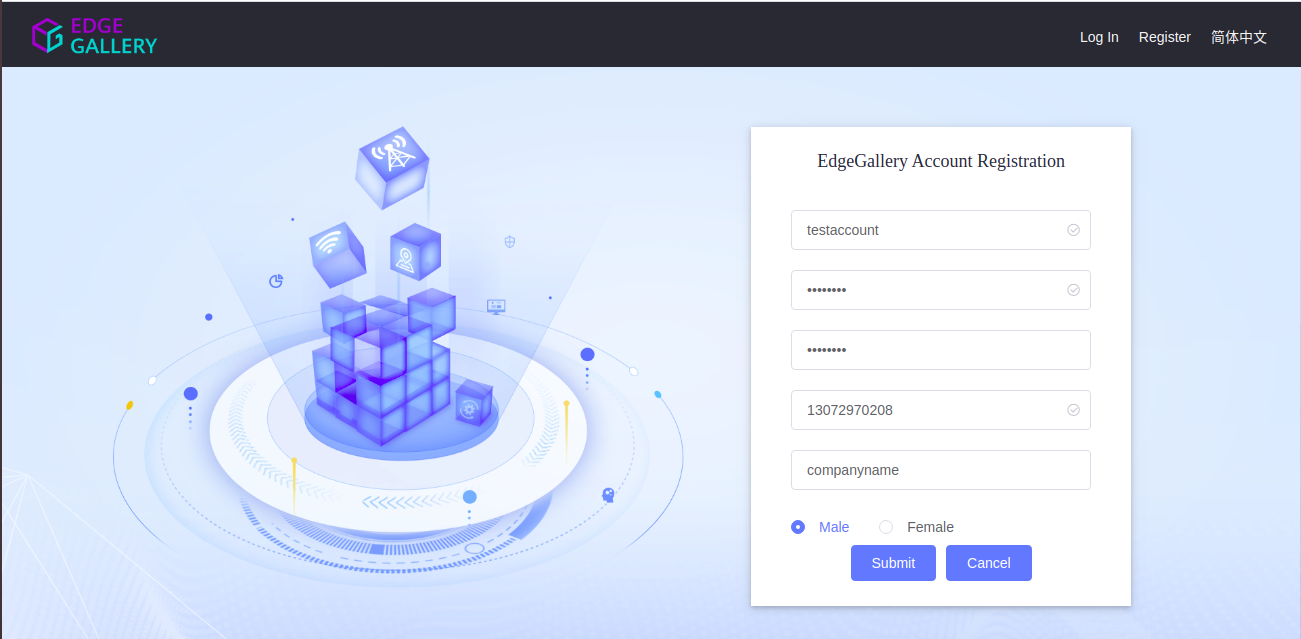 EDGE
GALLERY
Log In Register 简体中文
EdgeGallery Account Registration
testaccount
••••••••
••••••••
13072970208
companyname
Male Female
Submit Cancel